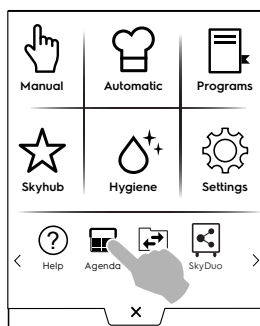 Manual Automatic Programs
Skyhub Hygiene Settings
? 
Help Agenda SkyDuo
< >
X